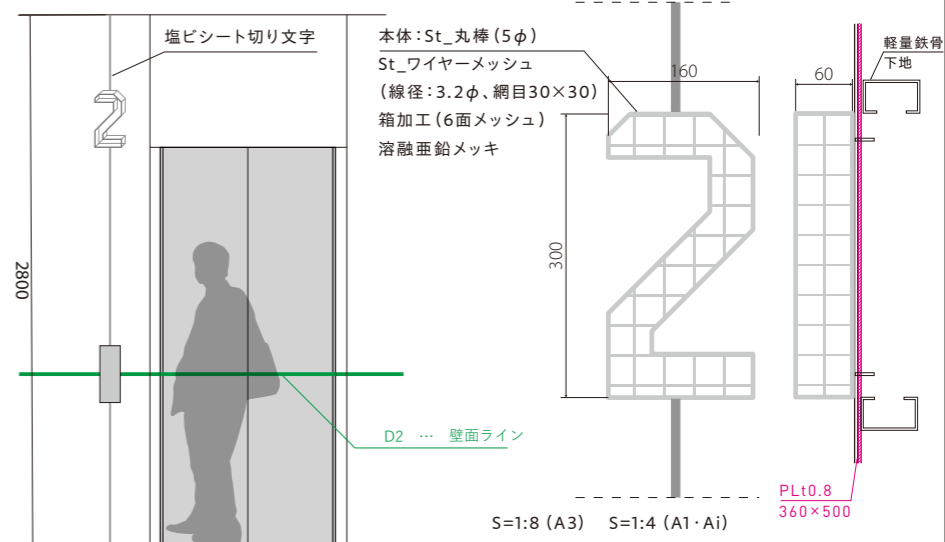 塩ビシート切り文字
本体：St_丸棒（5φ）
St_ワイヤーメッシュ
（線径：3.2φ、網目30×30）
箱加工（6面メッシュ）
溶融亜鉛メッキ
160
60
軽量鉄骨
下地
2
300
2800
D2 … 壁面ライン
PLt0.8
360×500
S=1:8（A3） S=1:4（A1・Ai）